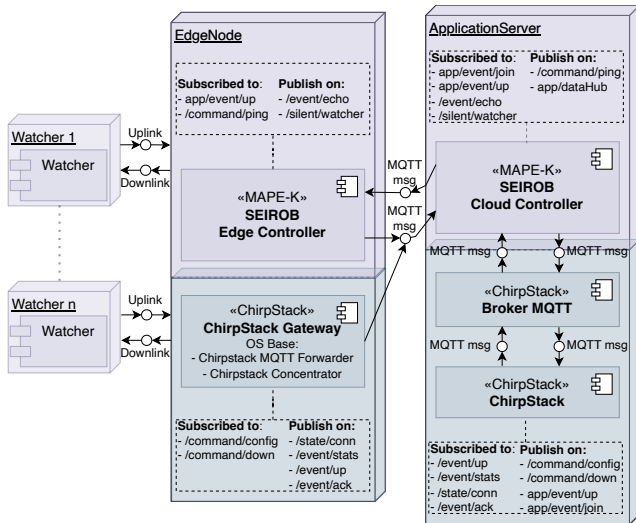 EdgeNode
Subscribed to:
- app/event/up
- /command/ping
Publish on:
- /event/echo
- /silent/watcher
«MAPE-K»
SEIROB
Edge Controller
«ChirpStack»
ChirpStack Gateway
OS Base:
- Chirpstack MQTT Forwarder
- Chirpstack Concentrator
Subscribed to:
- /command/config
- /command/down
Publish on:
- /state/conn
- /event/stats
- /event/up
- /event/ack
Watcher 1
Watcher
Uplink
Downlink
Watcher n
Watcher
Uplink
Downlink
MQTT
msg
MQTT
msg
ApplicationServer
Subscribed to:
- app/event/join
- app/event/up
- /event/echo
- /silent/watcher
Publish on:
- /command/ping
- app/dataHub
«MAPE-K»
SEIROB
Cloud Controller
MQTT msg
MQTT msg
«ChirpStack»
Broker MQTT
MQTT msg
MQTT msg
«ChirpStack»
ChirpStack
Subscribed to:
- /event/up
- /event/stats
- /state/conn
- /event/ack
Publish on:
- /command/config
- /command/down
- app/event/up
- app/event/join